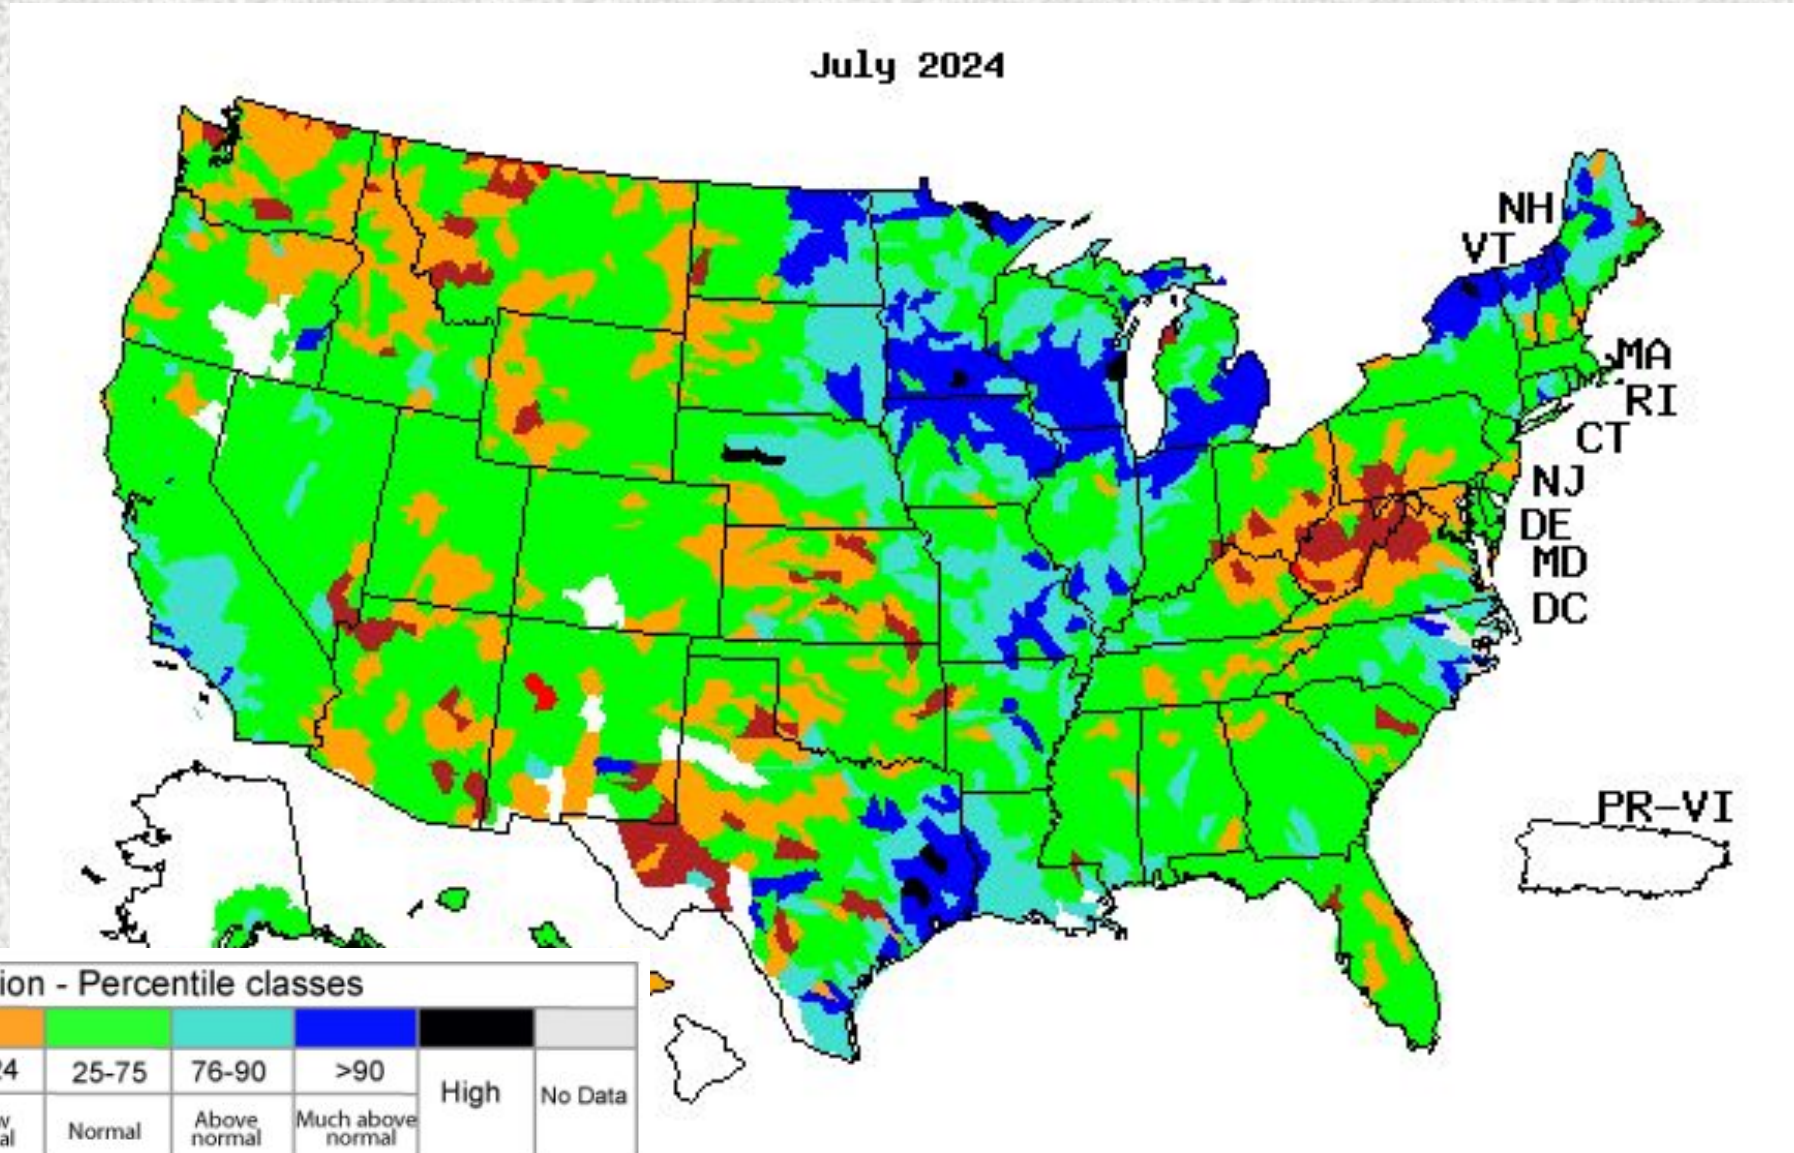 July 2024
NH
VT
MA
RI
CT
NJ
DE
MD
DC
PR-VI
ion - Percentile classes
24 25-75 76-90 >90 High No Data
Normal Above normal Much above normal